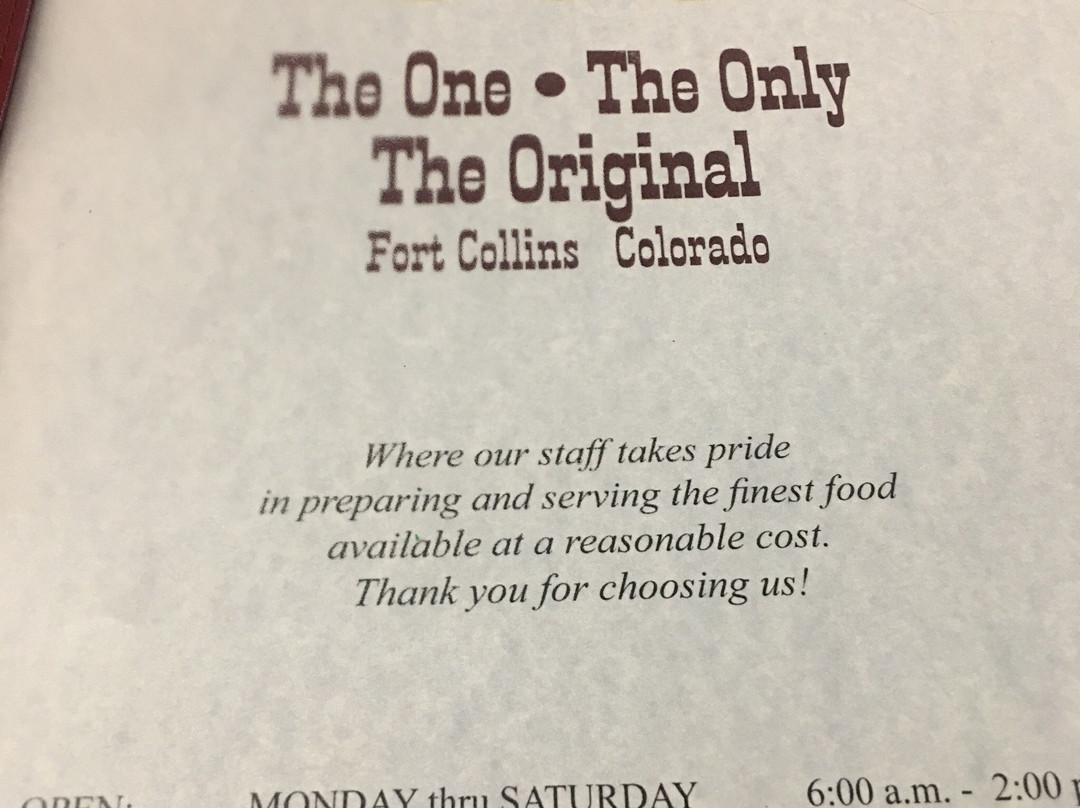 The One • The Only
The Original
Fort Collins Colorado
Where our staff takes pride
in preparing and serving the finest food
available at a reasonable cost.
Thank you for choosing us!
OPEN: MONDAY thru SATURDAY 6:00 a.m. - 2:00